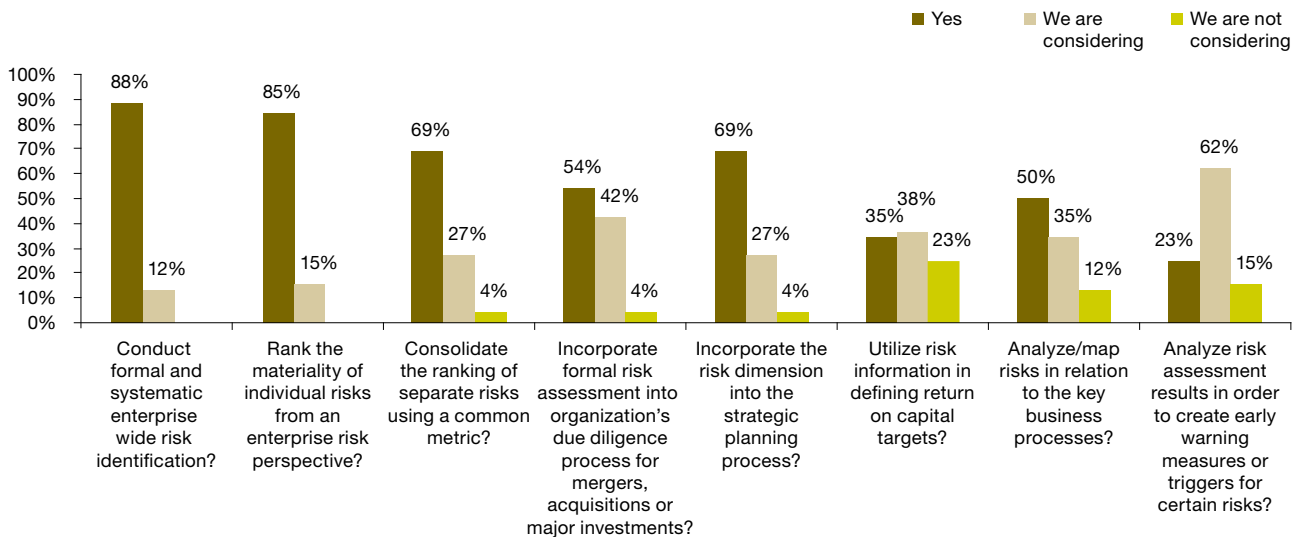 Yes
We are
considering
We are not
considering
100%
90%
80%
70%
60%
50%
40%
30%
20%
10%
0%
88%
12%
85%
15%
69%
27%
4%
54%
42%
4%
69%
27%
4%
35%
38%
23%
50%
35%
12%
23%
62%
15%
Conduct
formal and
systematic
enterprise
wide risk
identification?
Rank the
materiality of
individual risks
from an
enterprise risk
perspective?
Consolidate
the ranking of
separate risks
using a common
metric?
Incorporate
formal risk
assessment into
organization's
due diligence
process for
mergers,
acquisitions or
major investments?
Incorporate the
risk dimension
into the
strategic
planning
process?
Utilize risk
information in
defining return
on capital
targets?
Analyze/map
risks in relation
to the key
business
processes?
Analyze risk
assessment
results in order
to create early
warning
measures or
triggers for
certain risks?